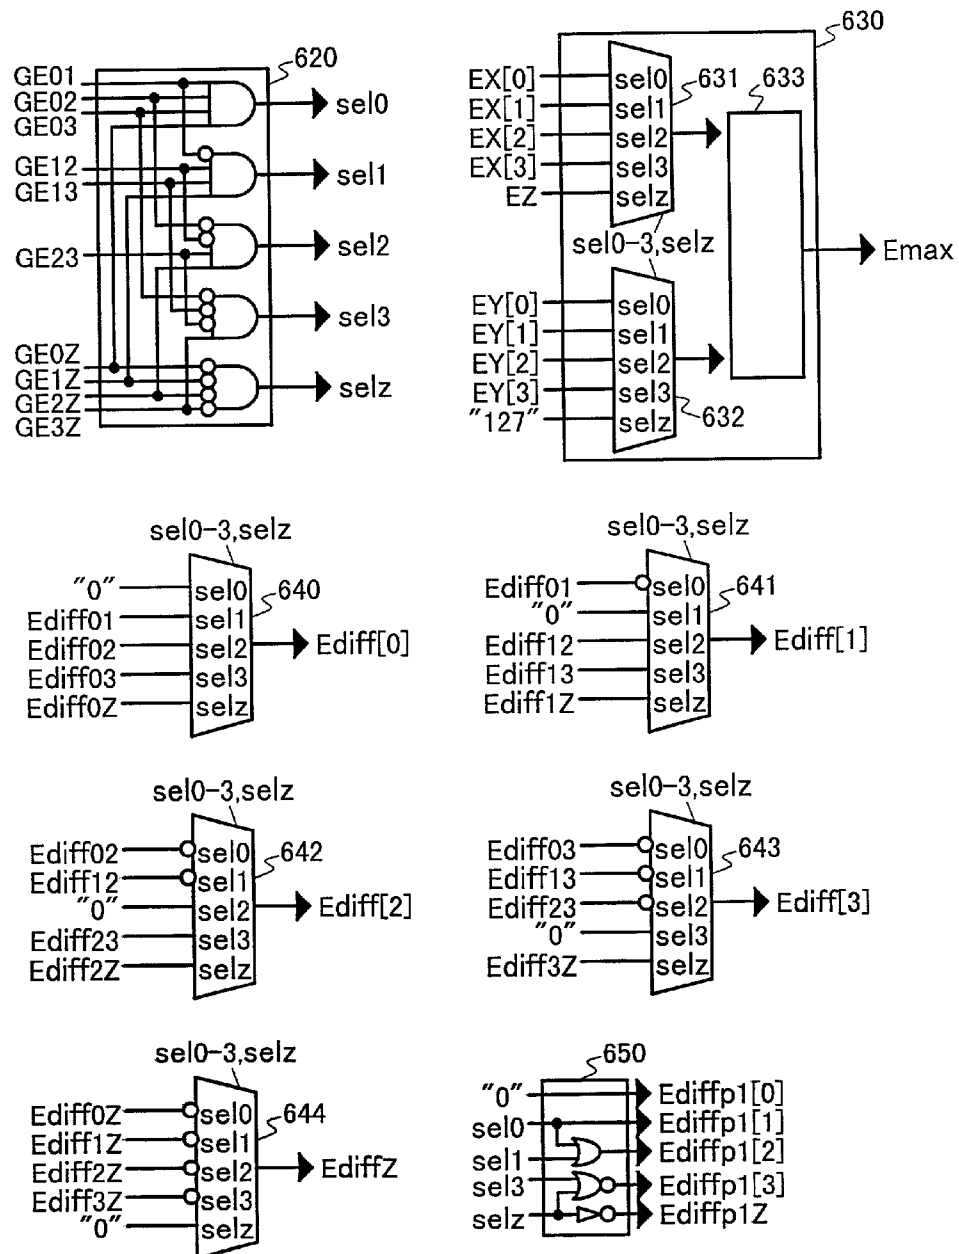 620
GE01
GE02
GE03
GE12
GE13
GE23
GE0Z
GE1Z
GE2Z
GE3Z
sel0
sel1
sel2
sel3
selz
630
EX[0]
EX[1]
EX[2]
EX[3]
EZ
sel0
sel1
sel2
sel3
selz
631
633
sel0-3,selz
EY[0]
EY[1]
EY[2]
EY[3]
"127"
sel0
sel1
sel2
sel3
selz
632
Emax
sel0-3,selz
"0"
Ediff01
Ediff02
Ediff03
Ediff0Z
sel0
sel1
sel2
sel3
selz
640
Ediff[0]
sel0-3,selz
Ediff01
"0"
Ediff12
Ediff13
Ediff1Z
sel0
sel1
sel2
sel3
selz
641
Ediff[1]
sel0-3,selz
Ediff02
Ediff12
"0"
Ediff23
Ediff2Z
sel0
sel1
sel2
sel3
selz
642
Ediff[2]
sel0-3,selz
Ediff03
Ediff13
Ediff23
"0"
Ediff3Z
sel0
sel1
sel2
sel3
selz
643
Ediff[3]
sel0-3,selz
Ediff0Z
Ediff1Z
Ediff2Z
Ediff3Z
"0"
sel0
sel1
sel2
sel3
selz
644
EdiffZ
650
"0"
sel0
sel1
sel3
selz
Ediffp1[0]
Ediffp1[1]
Ediffp1[2]
Ediffp1[3]
Ediffp1Z